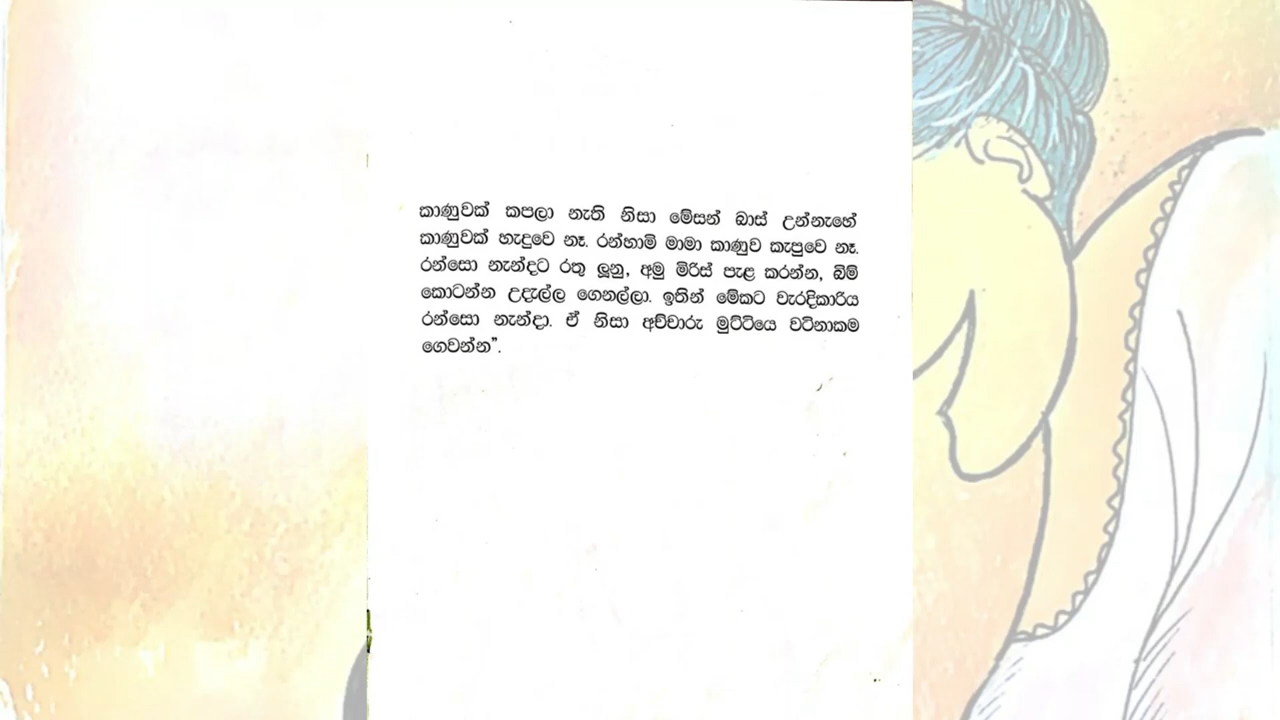 කාණුවක් කපලා නැති නිසා මේසන් බාස් උන්නැහේ
කාණුවක් හැදුවෙ නෑ. රන්හාමි මාමා කාණුව කැපුවෙ නෑ.
රන්සො නැන්දට රතු ලූනු, අමු මිරිස් පැළ කරන්න, බිම්
කොටන්න උදැල්ල ගෙනල්ලා. ඉතින් මේකට වැරදිකාරිය
රන්සො නැන්දා. ඒ නිසා අච්චාරු මුට්ටියෙ වටිනාකම
ගෙවන්න”.